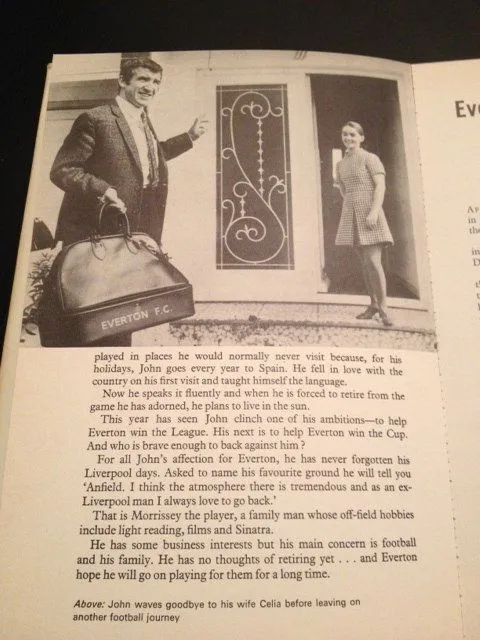 EVERTON F.C.
played in places he would normally never visit because, for his
holidays, John goes every year to Spain. He fell in love with the
country on his first visit and taught himself the language.
Now he speaks it fluently and when he is forced to retire from the
game he has adorned, he plans to live in the sun.
This year has seen John clinch one of his ambitions—to help
Everton win the League. His next is to help Everton win the Cup.
And who is brave enough to back against him?
For all John's affection for Everton, he has never forgotten his
Liverpool days. Asked to name his favourite ground he will tell you
'Anfield. I think the atmosphere there is tremendous and as an ex-
Liverpool man I always love to go back.'
That is Morrissey the player, a family man whose off-field hobbies
include light reading, films and Sinatra.
He has some business interests but his main concern is football
and his family. He has no thoughts of retiring yet . . . and Everton
hope he will go on playing for them for a long time.
Above: John waves goodbye to his wife Celia before leaving on
another football journey
Ev
in